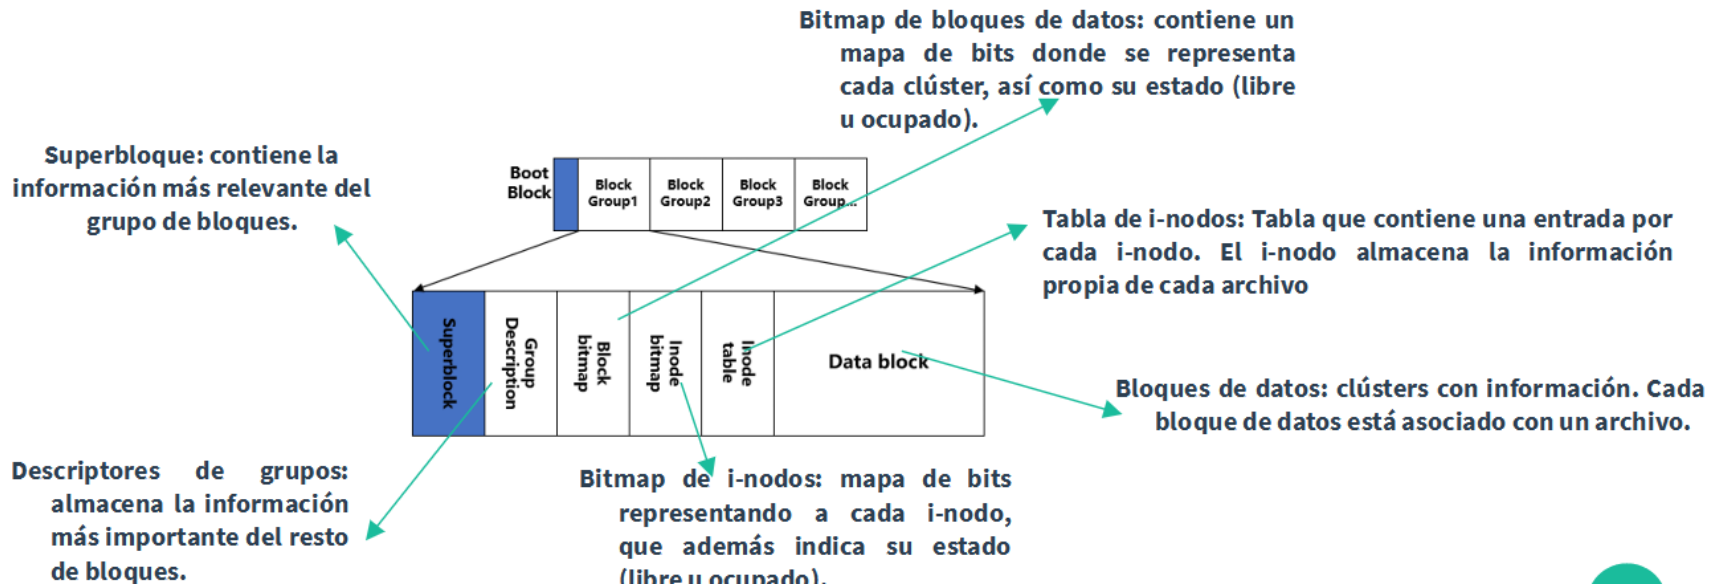 Bitmap de bloques de datos: contiene un
mapa de bits donde se representa
cada clúster, así como su estado (libre
u ocupado).
Superbloque: contiene la
información más relevante del
grupo de bloques.
Boot
Block
Block
Group1
Block
Group2
Block
Group3
Block
Group...
Tabla de i-nodos: Tabla que contiene una entrada por
cada i-nodo. El i-nodo almacena la información
propia de cada archivo
Superblock
Group
Description
Block
bitmap
Inode
bitmap
Inode
table
Data block
Bloques de datos: clústers con información. Cada
bloque de datos está asociado con un archivo.
Descriptores de grupos:
almacena la información
más importante del resto
de bloques.
Bitmap de i-nodos: mapa de bits
representando a cada i-nodo,
que además indica su estado
(libre u ocupado).